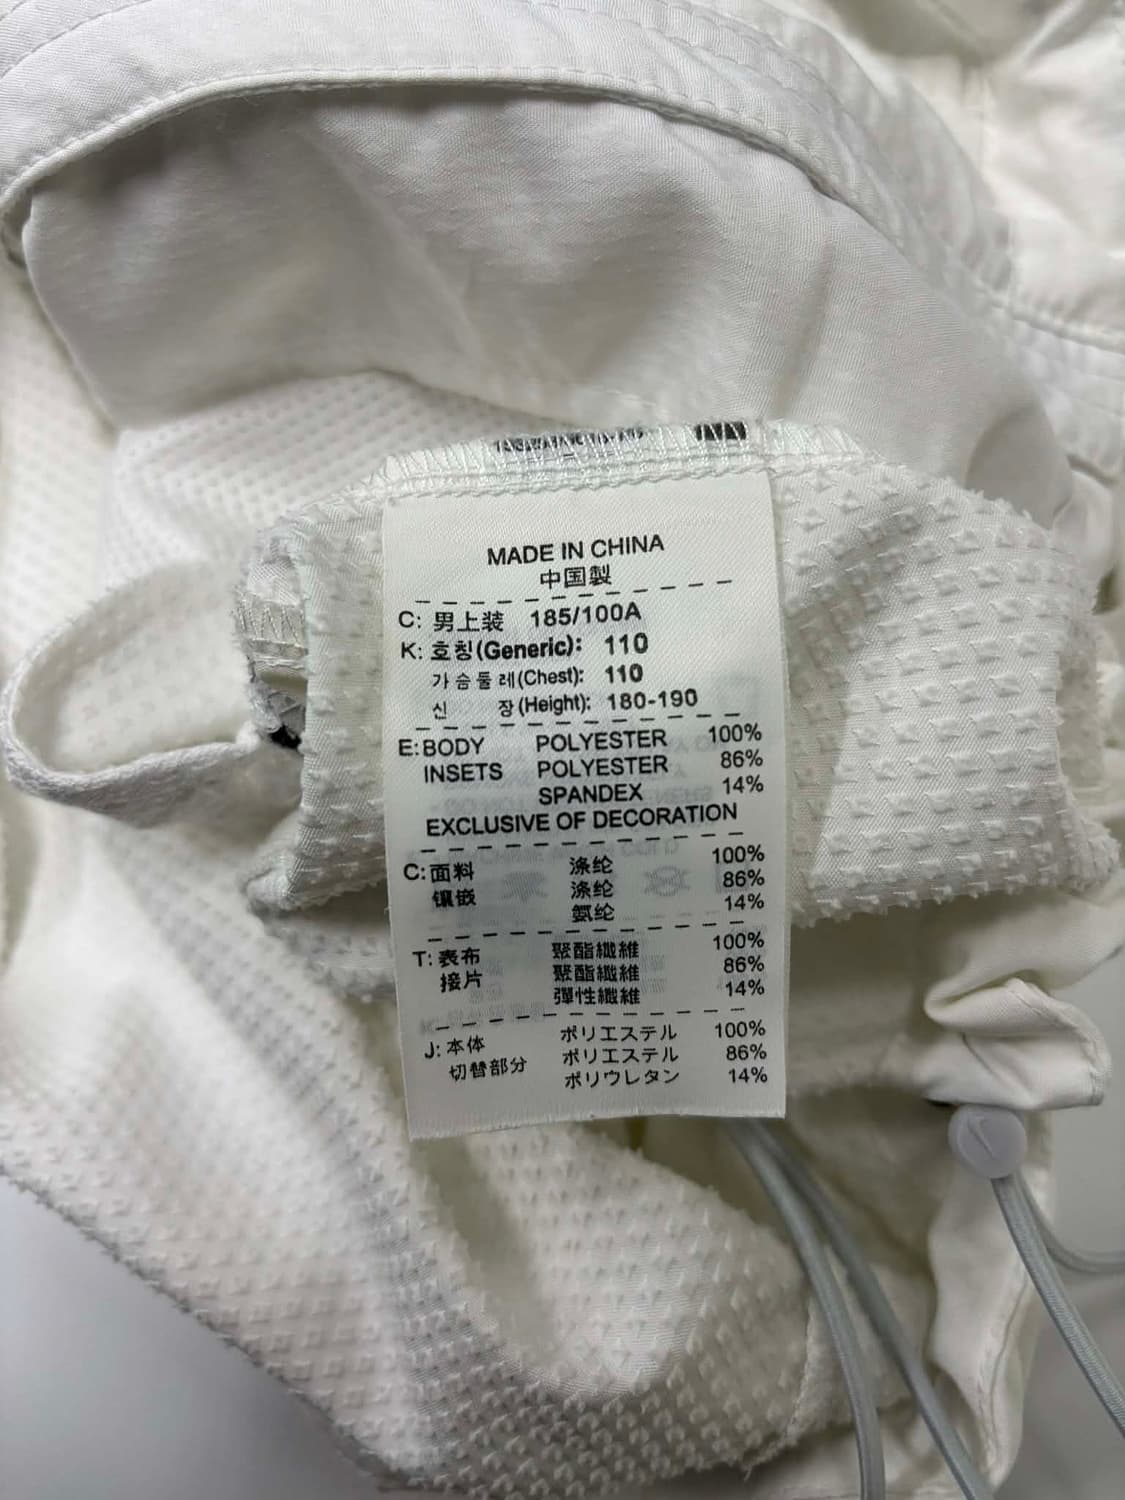 MADE IN CHINA
中国製
C: 男上装 185/100A
K: 호칭(Generic): 110
가슴둘레(Chest): 110
신 장(Height): 180-190
E: BODY POLYESTER 100%
INSETS POLYESTER 86%
SPANDEX 14%
EXCLUSIVE OF DECORATION
C: 面料 涤纶 100%
镶嵌 涤纶 86%
氨纶 14%
T: 表布 聚酯纖維 100%
接片 聚酯纖維 86%
彈性纖維 14%
J: 本体 ポリエステル 100%
切替部分 ポリエステル 86%
ポリウレタン 14%